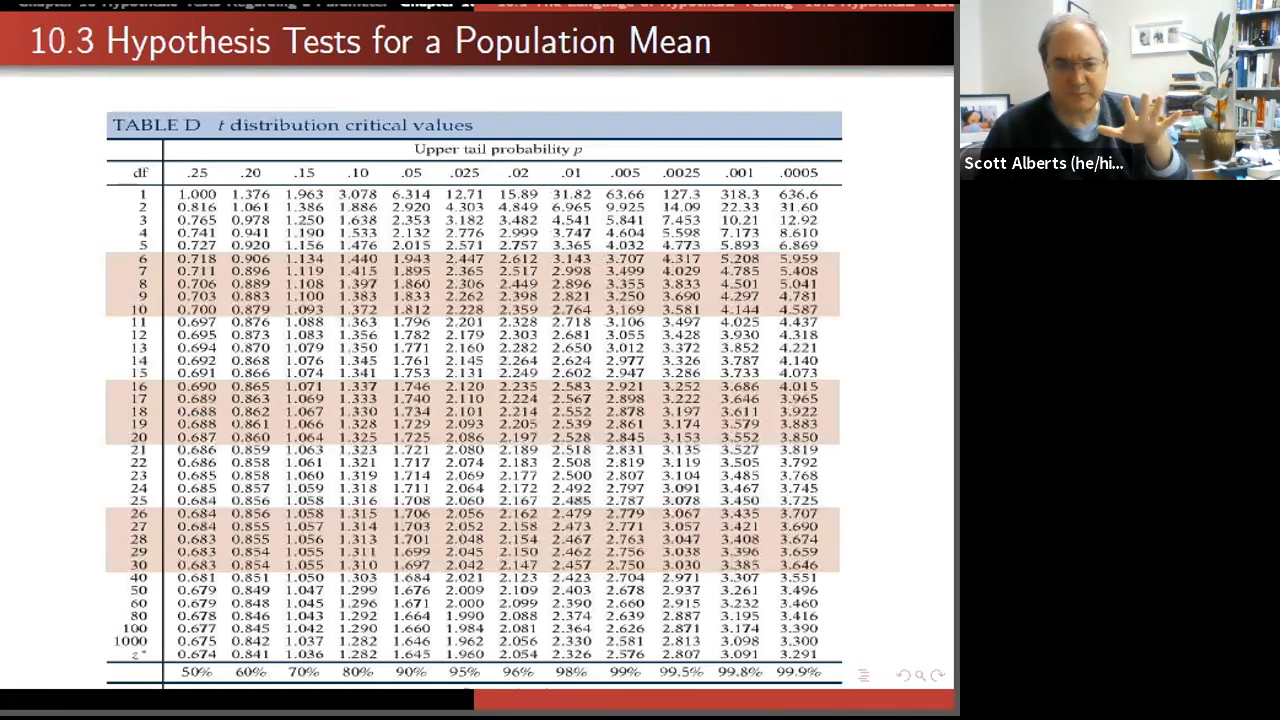 10.3 Hypothesis Tests for a Population Mean
TABLE D t distribution critical values
Upper tail probability p
df .25 .20 .15 .10 .05 .025 .02 .01 .005 .0025 .001 .0005
1 1.000 1.376 1.963 3.078 6.314 12.71 15.89 31.82 63.66 127.3 318.3 636.6
2 0.816 1.061 1.386 1.886 2.920 4.303 4.849 6.965 9.925 14.09 22.33 31.60
3 0.765 0.978 1.250 1.638 2.353 3.182 3.482 4.541 5.841 7.453 10.21 12.92
4 0.741 0.941 1.190 1.533 2.132 2.776 2.999 3.747 4.604 5.598 7.173 8.610
5 0.727 0.920 1.156 1.476 2.015 2.571 2.757 3.365 4.032 4.773 5.893 6.869
6 0.718 0.906 1.134 1.440 1.943 2.447 2.612 3.143 3.707 4.317 5.208 5.959
7 0.711 0.896 1.119 1.415 1.895 2.365 2.517 2.998 3.499 4.029 4.785 5.408
8 0.706 0.889 1.108 1.397 1.860 2.306 2.449 2.896 3.355 3.833 4.501 5.041
9 0.703 0.883 1.100 1.383 1.833 2.262 2.398 2.821 3.250 3.690 4.297 4.781
10 0.700 0.879 1.093 1.372 1.812 2.228 2.359 2.764 3.169 3.581 4.144 4.587
11 0.697 0.876 1.088 1.363 1.796 2.201 2.328 2.718 3.106 3.497 4.025 4.437
12 0.695 0.873 1.083 1.356 1.782 2.179 2.303 2.681 3.055 3.428 3.930 4.318
13 0.694 0.870 1.079 1.350 1.771 2.160 2.282 2.650 3.012 3.372 3.852 4.221
14 0.692 0.868 1.076 1.345 1.761 2.145 2.264 2.624 2.977 3.326 3.787 4.140
15 0.691 0.866 1.074 1.341 1.753 2.131 2.249 2.602 2.947 3.286 3.733 4.073
16 0.690 0.865 1.071 1.337 1.746 2.120 2.235 2.583 2.921 3.252 3.686 4.015
17 0.689 0.863 1.069 1.333 1.740 2.110 2.224 2.567 2.898 3.222 3.646 3.965
18 0.688 0.862 1.067 1.330 1.734 2.101 2.214 2.552 2.878 3.197 3.611 3.922
19 0.688 0.861 1.066 1.328 1.729 2.093 2.205 2.539 2.861 3.174 3.579 3.883
20 0.687 0.860 1.064 1.325 1.725 2.086 2.197 2.528 2.845 3.153 3.552 3.850
21 0.686 0.859 1.063 1.323 1.721 2.080 2.189 2.518 2.831 3.135 3.527 3.819
22 0.686 0.858 1.061 1.321 1.717 2.074 2.183 2.508 2.819 3.119 3.505 3.792
23 0.685 0.858 1.060 1.319 1.714 2.069 2.177 2.500 2.807 3.104 3.485 3.768
24 0.685 0.857 1.059 1.318 1.711 2.064 2.172 2.492 2.797 3.091 3.467 3.745
25 0.684 0.856 1.058 1.316 1.708 2.060 2.167 2.485 2.787 3.078 3.450 3.725
26 0.684 0.856 1.058 1.315 1.706 2.056 2.162 2.479 2.779 3.067 3.435 3.707
27 0.684 0.855 1.057 1.314 1.703 2.052 2.158 2.473 2.771 3.057 3.421 3.690
28 0.683 0.855 1.056 1.313 1.701 2.048 2.154 2.467 2.763 3.047 3.408 3.674
29 0.683 0.854 1.055 1.311 1.699 2.045 2.150 2.462 2.756 3.038 3.396 3.659
30 0.683 0.854 1.055 1.310 1.697 2.042 2.147 2.457 2.750 3.030 3.385 3.646
40 0.681 0.851 1.050 1.303 1.684 2.021 2.123 2.423 2.704 2.971 3.307 3.551
50 0.679 0.849 1.047 1.299 1.676 2.009 2.109 2.403 2.678 2.937 3.261 3.496
60 0.679 0.848 1.045 1.296 1.671 2.000 2.099 2.390 2.660 2.915 3.232 3.460
80 0.678 0.846 1.043 1.292 1.664 1.990 2.088 2.374 2.639 2.887 3.195 3.416
100 0.677 0.845 1.042 1.290 1.660 1.984 2.081 2.364 2.626 2.871 3.174 3.390
1000 0.675 0.842 1.037 1.282 1.646 1.962 2.056 2.330 2.581 2.813 3.098 3.300
z* 0.674 0.841 1.036 1.282 1.645 1.960 2.054 2.326 2.576 2.807 3.091 3.291
50% 60% 70% 80% 90% 95% 96% 98% 99% 99.5% 99.8% 99.9%
Scott Alberts (he/hi...